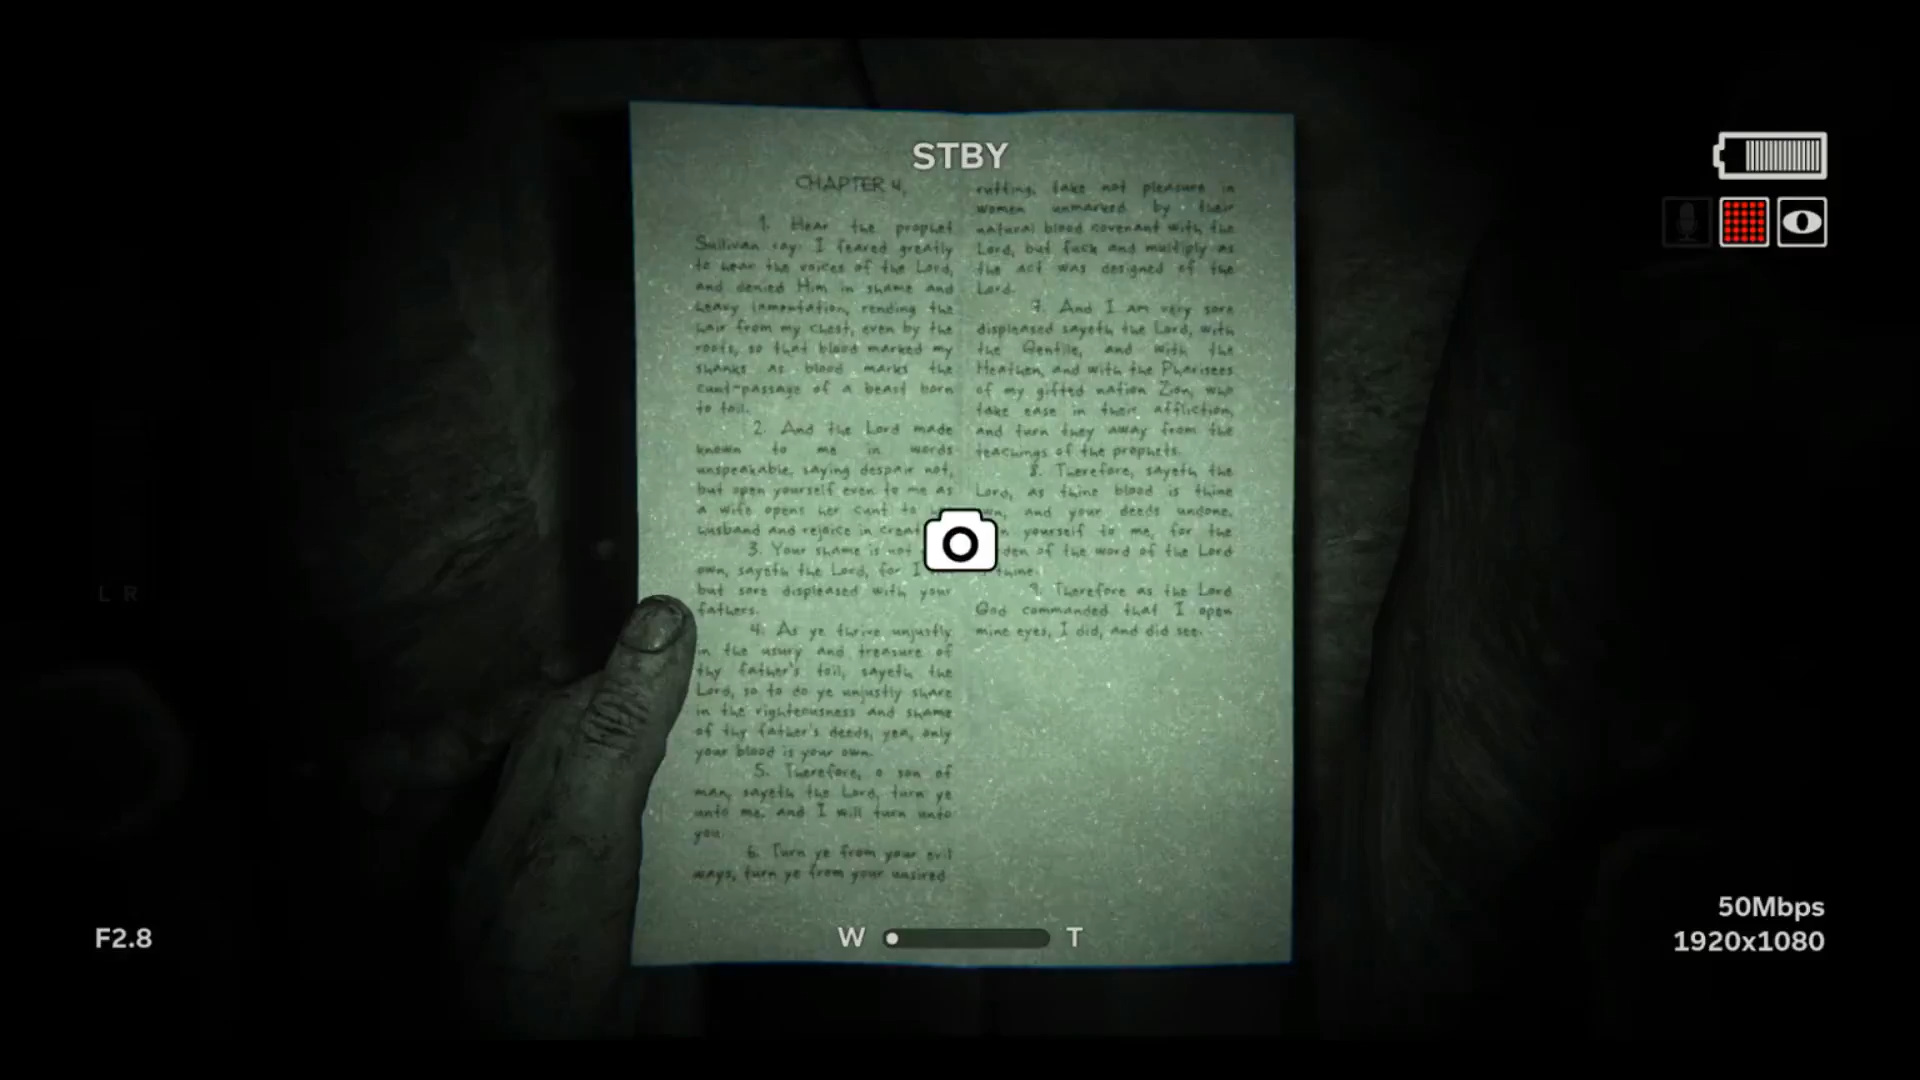 STBY
CHAPTER 4,
1. Hear the prophet
Sullivan say: I feared greatly
to hear the voices of the Lord,
and denied Him in shame and
heavy lamentation, rending the
hair from my chest, even by the
roots, so that blood marked my
shanks as blood marks the
cunt-passage of a beast born
to toil.
2. And the Lord made
known to me in words
unspeakable, saying despair not,
but open yourself even to me as
a wife opens her cunt to
husband and rejoice in
3. Your shame is not
own, sayeth the Lord, for I
but sore displeased with your
fathers.
4. As ye thrive unjustly
in the usury and treasure of
thy father's toil, sayeth the
Lord, so to do ye unjustly share
in the righteousness and shame
of thy father's deeds, yea, only
your blood is your own.
5. Therefore, o son of
man, sayeth the Lord, turn ye
unto me, and I will turn unto
you.
6. Turn ye from your evil
ways, turn ye from your unsired
rutting, take not pleasure in
women unmarked by their
natural blood covenant with the
Lord, but fuck and multiply as
the act was designed of the
Lord.
7. And I am very sore
displeased sayeth the Lord, with
the Gentile, and with the
Heathen, and with the Pharisees
of my gifted nation Zion, who
take ease in their affliction,
and turn they away from the
teachings of the prophets.
8. Therefore, sayeth the
Lord, as thine blood is thine
and your deeds undone,
yourself to me, for the
of the word of the Lord
thine.
9. Therefore as the Lord
God commanded that I open
mine eyes, I did, and did see.
L R
F2.8
W T
50Mbps
1920x1080